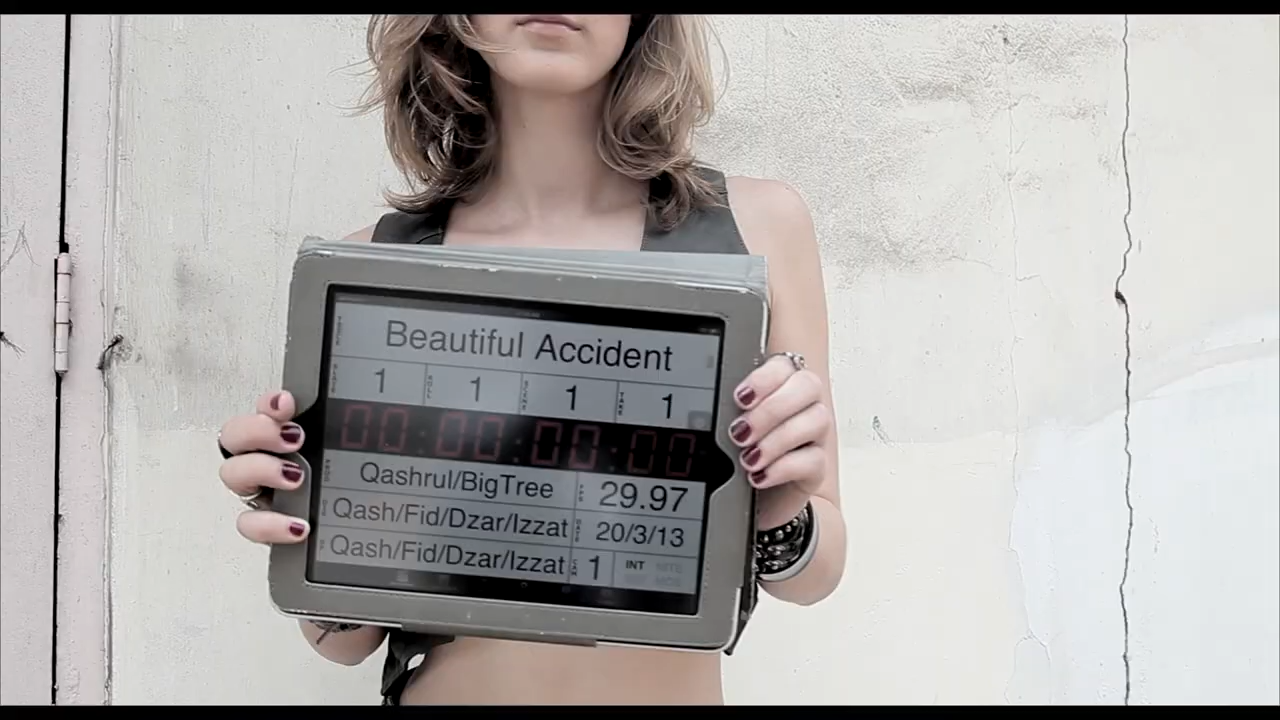 Beautiful Accident
1 1 1 1
00:00:00:00
Qashrul/BigTree 29.97
Qash/Fid/Dzar/Izzat 20/3/13
Qash/Fid/Dzar/Izzat 1 INT